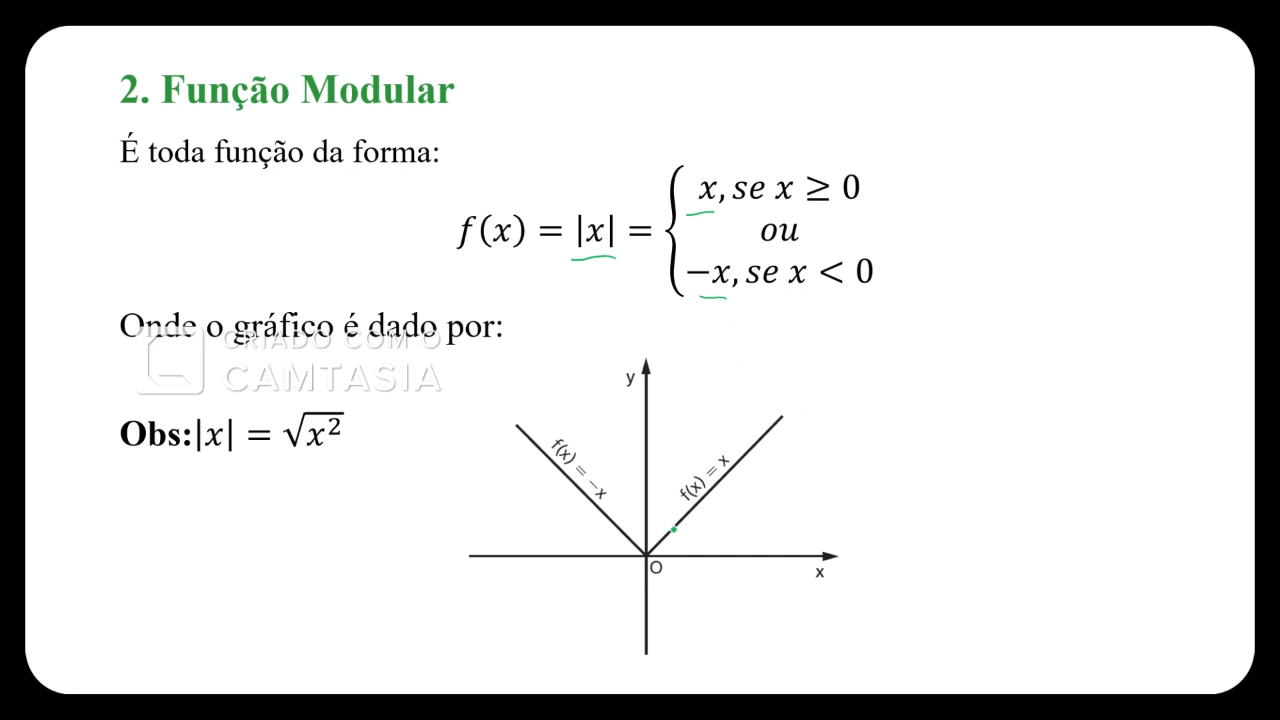 2. Função Modular
É toda função da forma:
f(x) = |x| = { x, se x ≥ 0
ou
−x, se x < 0
Onde o gráfico é dado por:
CRIADO COM O
CAMTASIA
Obs:|x| = √x²
y
f(x) = −x
f(x) = x
O
x